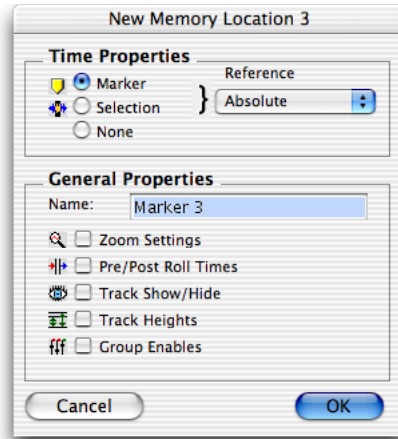 New Memory Location 3
Time Properties
Marker
Selection
None
Reference
Absolute
General Properties
Name: Marker 3
Zoom Settings
Pre/Post Roll Times
Track Show/Hide
Track Heights
Group Enables
Cancel OK